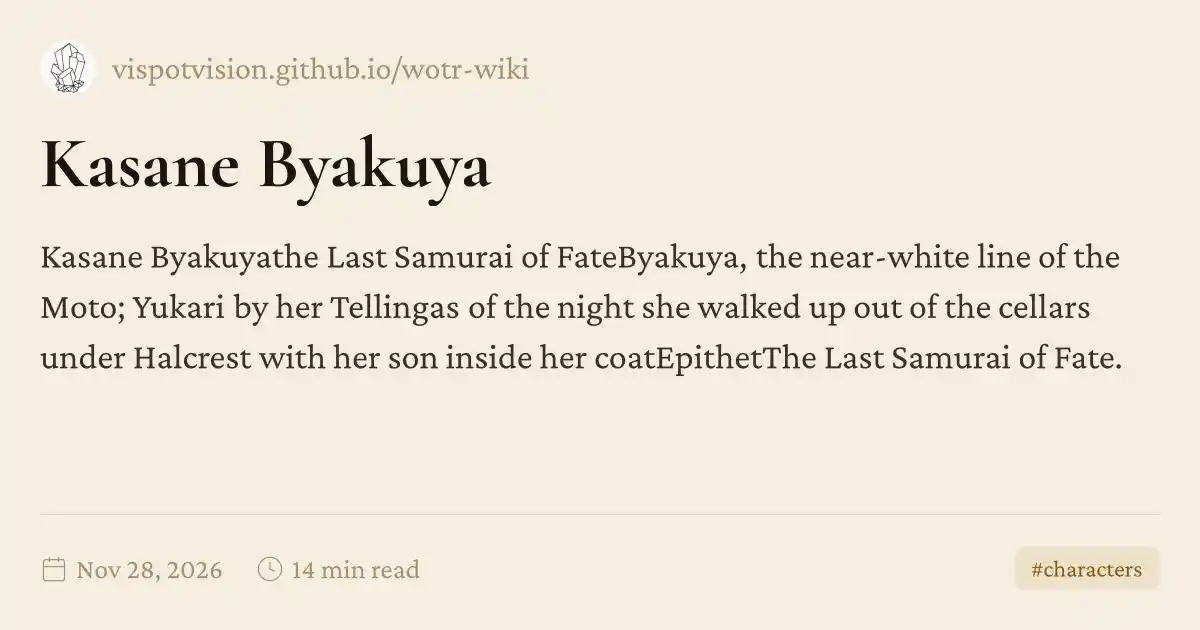 vispotvision.github.io/wotr-wiki
Kasane Byakuya
Kasane Byakuyathe Last Samurai of FateByakuya, the near-white line of the
Moto; Yukari by her Tellingas of the night she walked up out of the cellars
under Halcrest with her son inside her coatEpithetThe Last Samurai of Fate.
Nov 28, 2026
14 min read
#characters